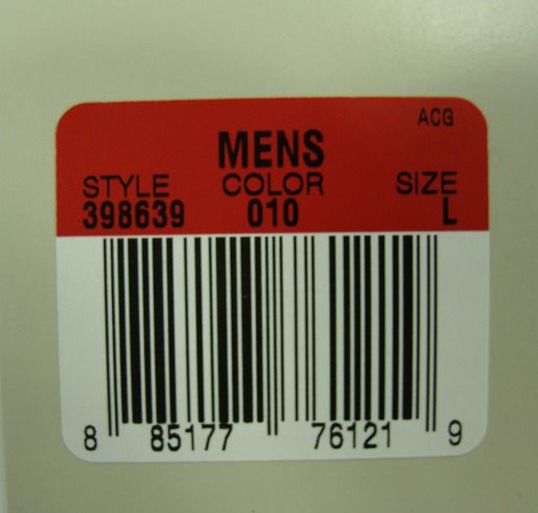 ACG
MENS
STYLE COLOR SIZE
398639 010 L
8 85177 76121 9